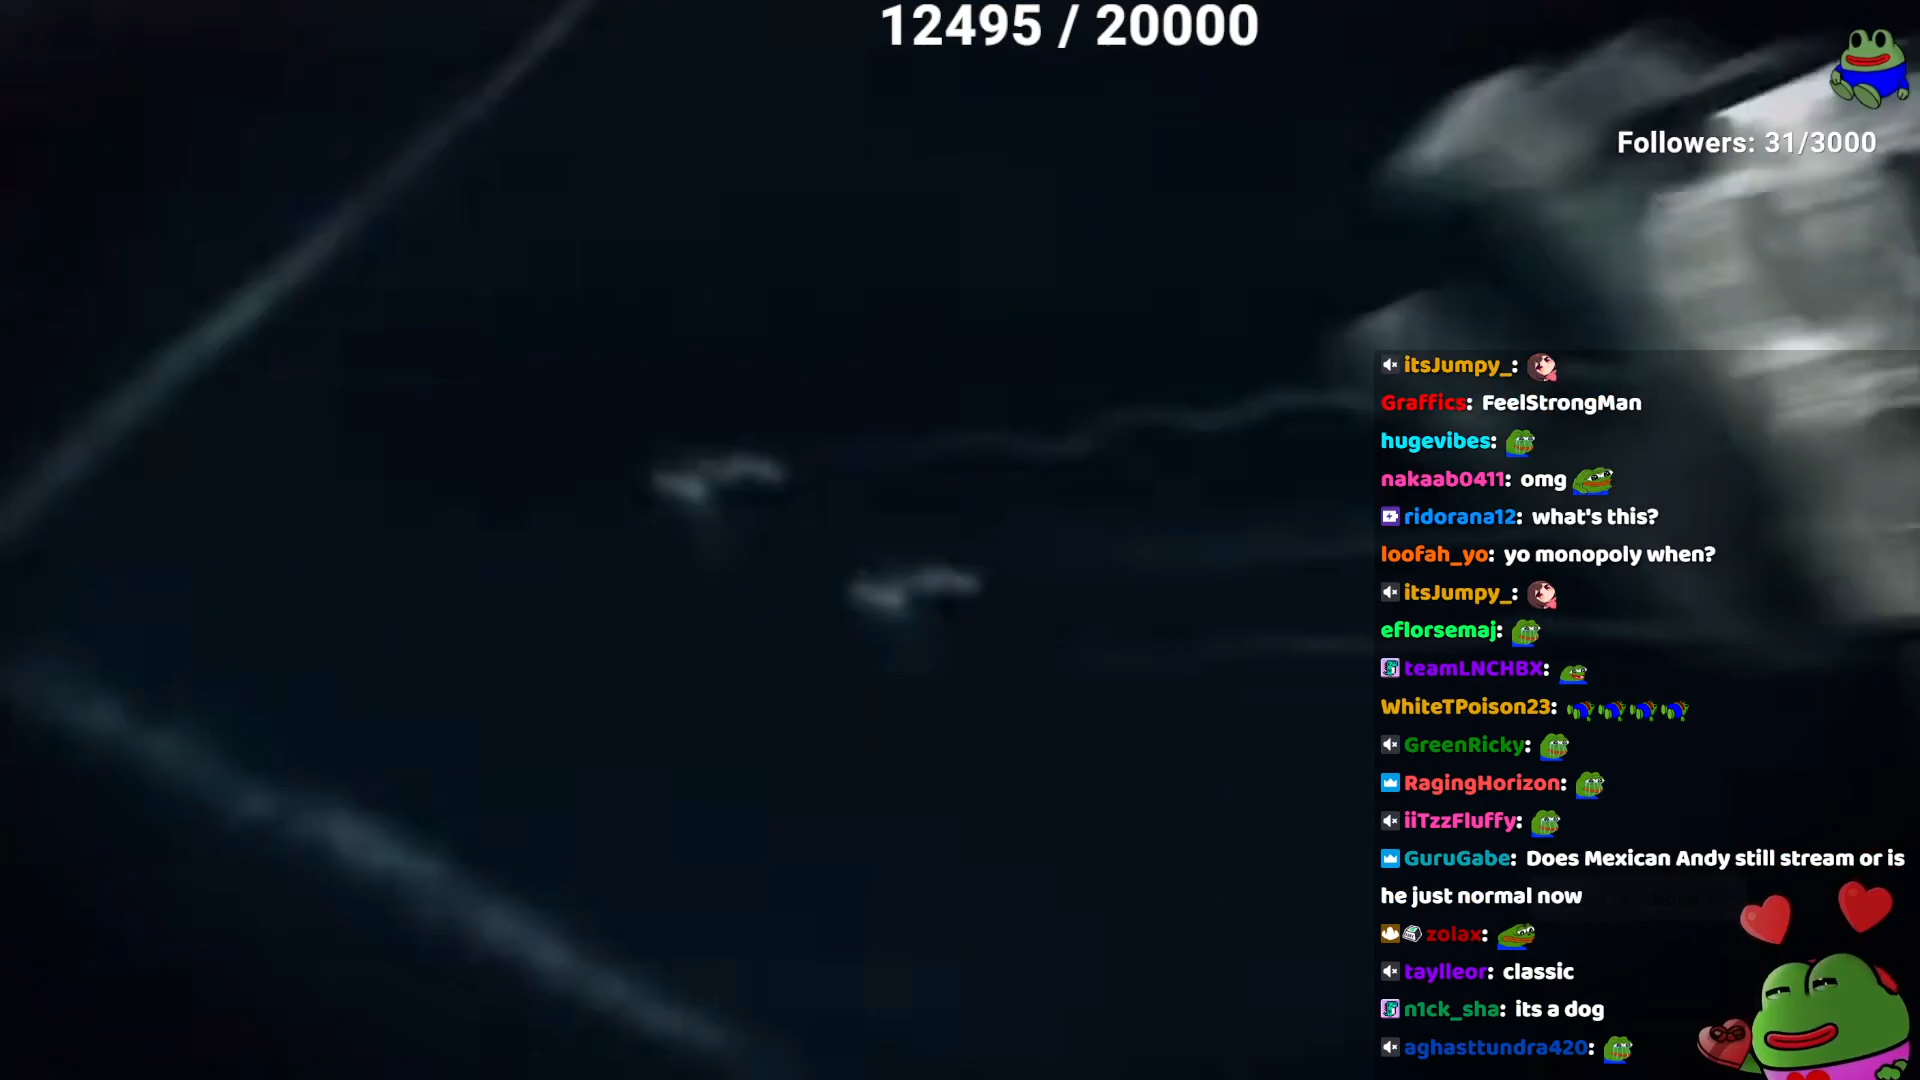 12495 / 20000
Followers: 31/3000
itsJumpy_:
Graffics: FeelStrongMan
hugevibes:
nakaab0411: omg
ridorana12: what's this?
loofah_yo: yo monopoly when?
itsJumpy_:
eflorsemaj:
teamLNCHBX:
WhiteTPoison23:
GreenRicky:
RagingHorizon:
iiTzzFluffy:
GuruGabe: Does Mexican Andy still stream or is
he just normal now
zolax:
taylleor: classic
n1ck_sha: its a dog
aghasttundra420: